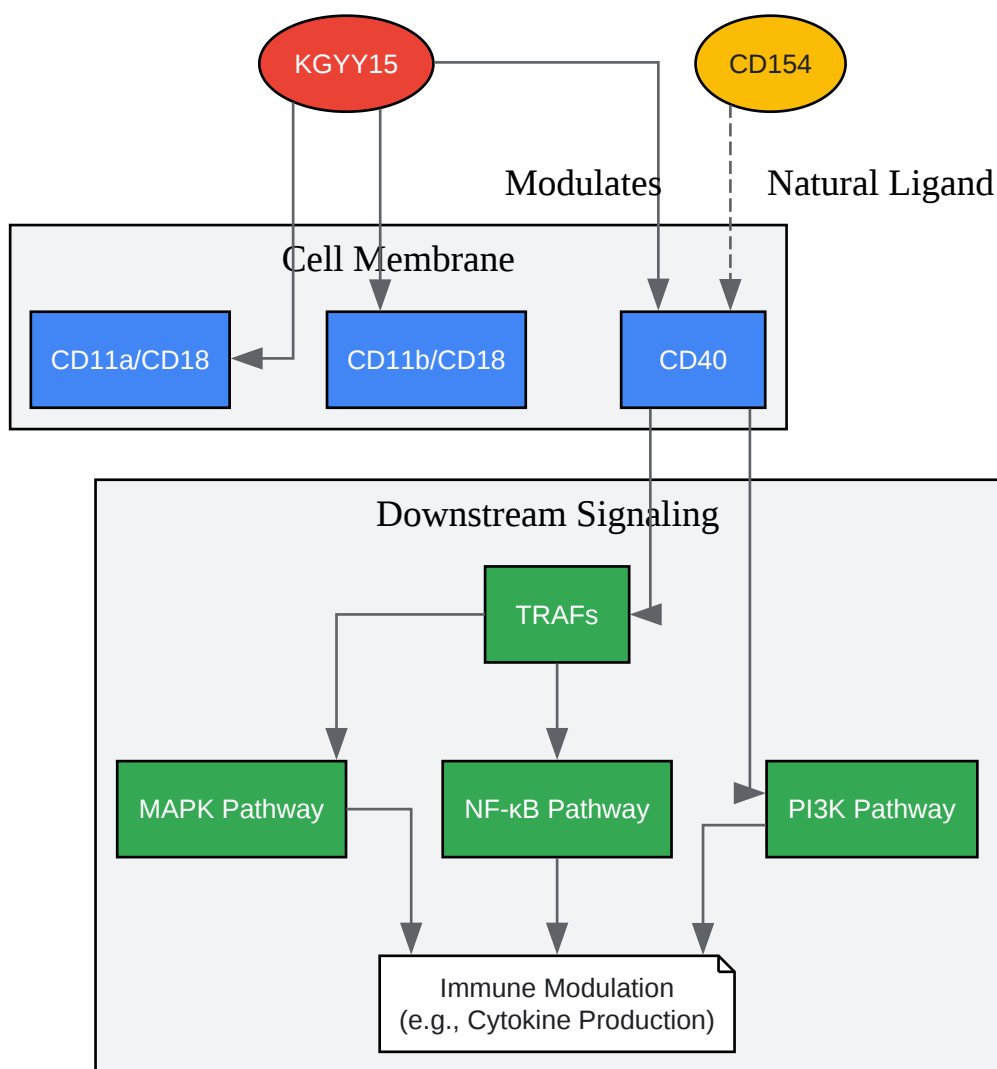 KGYY15
CD154
Modulates
Natural Ligand
Cell Membrane
CD11a/CD18
CD11b/CD18
CD40
Downstream Signaling
TRAFs
MAPK Pathway
NF-κB Pathway
PI3K Pathway
Immune Modulation
(e.g., Cytokine Production)